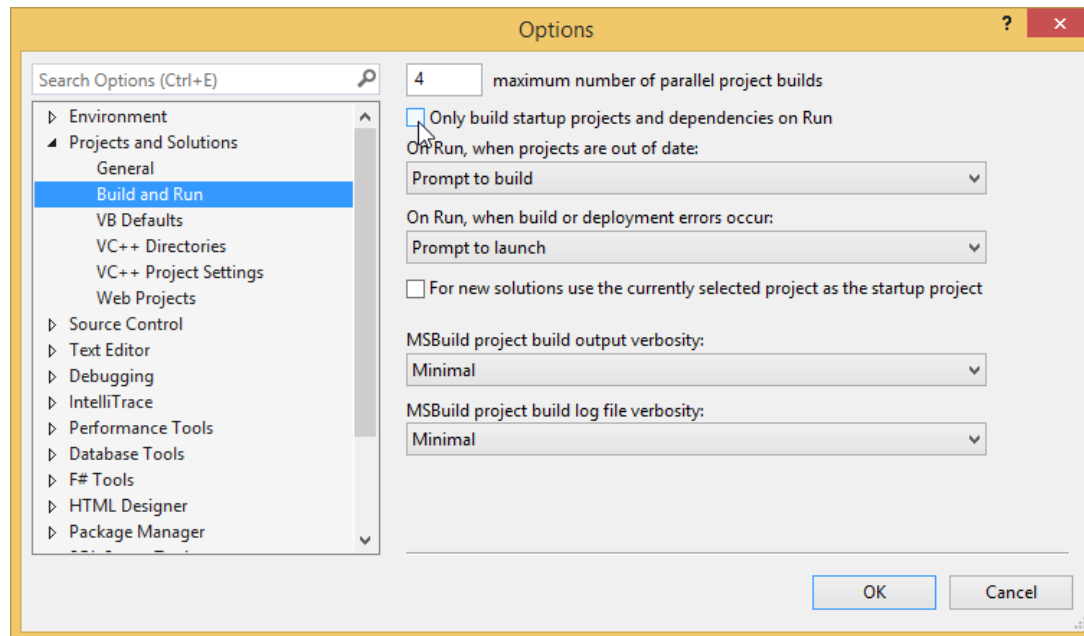 Options
?
Search Options (Ctrl+E)
Environment
Projects and Solutions
General
Build and Run
VB Defaults
VC++ Directories
VC++ Project Settings
Web Projects
Source Control
Text Editor
Debugging
IntelliTrace
Performance Tools
Database Tools
F# Tools
HTML Designer
Package Manager
4 maximum number of parallel project builds
Only build startup projects and dependencies on Run
On Run, when projects are out of date:
Prompt to build
On Run, when build or deployment errors occur:
Prompt to launch
For new solutions use the currently selected project as the startup project
MSBuild project build output verbosity:
Minimal
MSBuild project build log file verbosity:
Minimal
OK
Cancel